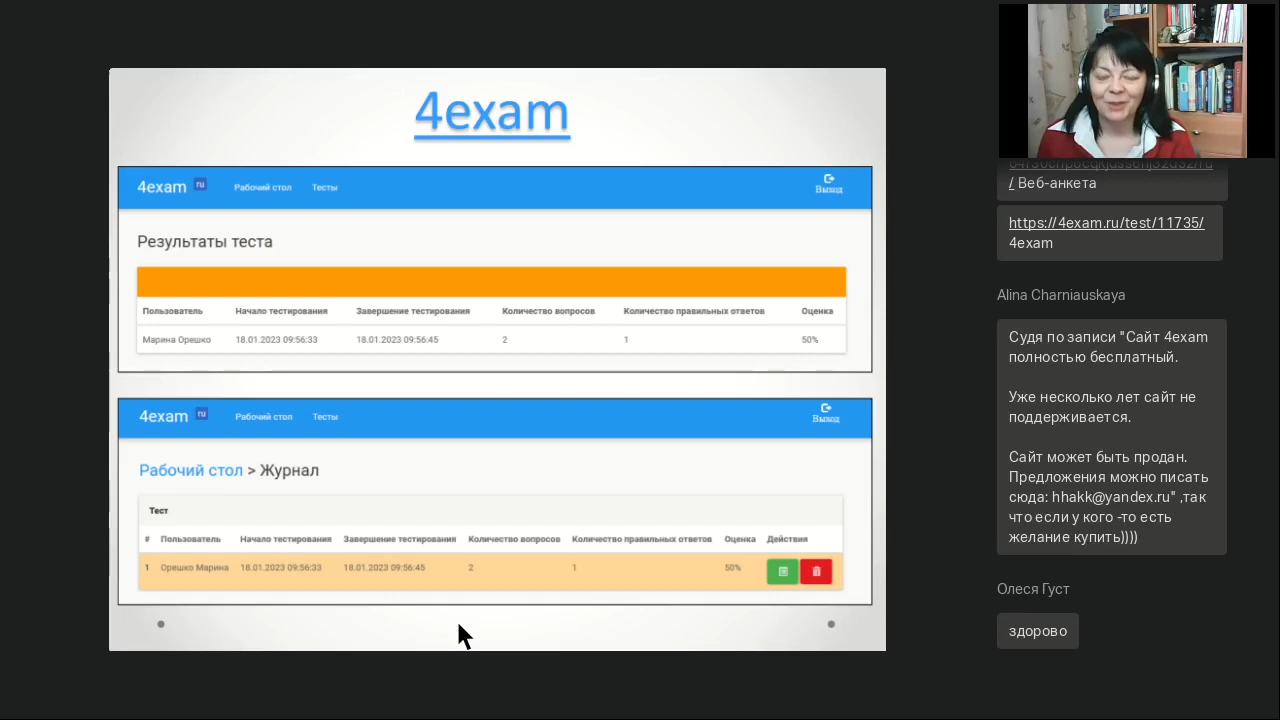 4exam
4exam ru Рабочий стол Тесты Выход
Результаты теста
Пользователь Начало тестирования Завершение тестирования Количество вопросов Количество правильных ответов Оценка
Марина Орешко 18.01.2023 09:56:33 18.01.2023 09:56:45 2 1 50%
4exam ru Рабочий стол Тесты Выход
Рабочий стол > Журнал
Тест
# Пользователь Начало тестирования Завершение тестирования Количество вопросов Количество правильных ответов Оценка Действия
1 Орешко Марина 18.01.2023 09:56:33 18.01.2023 09:56:45 2 1 50%
/ Веб-анкета
https://4exam.ru/test/11735/
4exam
Alina Charniauskaya
Судя по записи "Сайт 4exam
полностью бесплатный.
Уже несколько лет сайт не
поддерживается.
Сайт может быть продан.
Предложения можно писать
сюда: hhakk@yandex.ru" ,так
что если у кого -то есть
желание купить))))
Олеся Густ
здорово